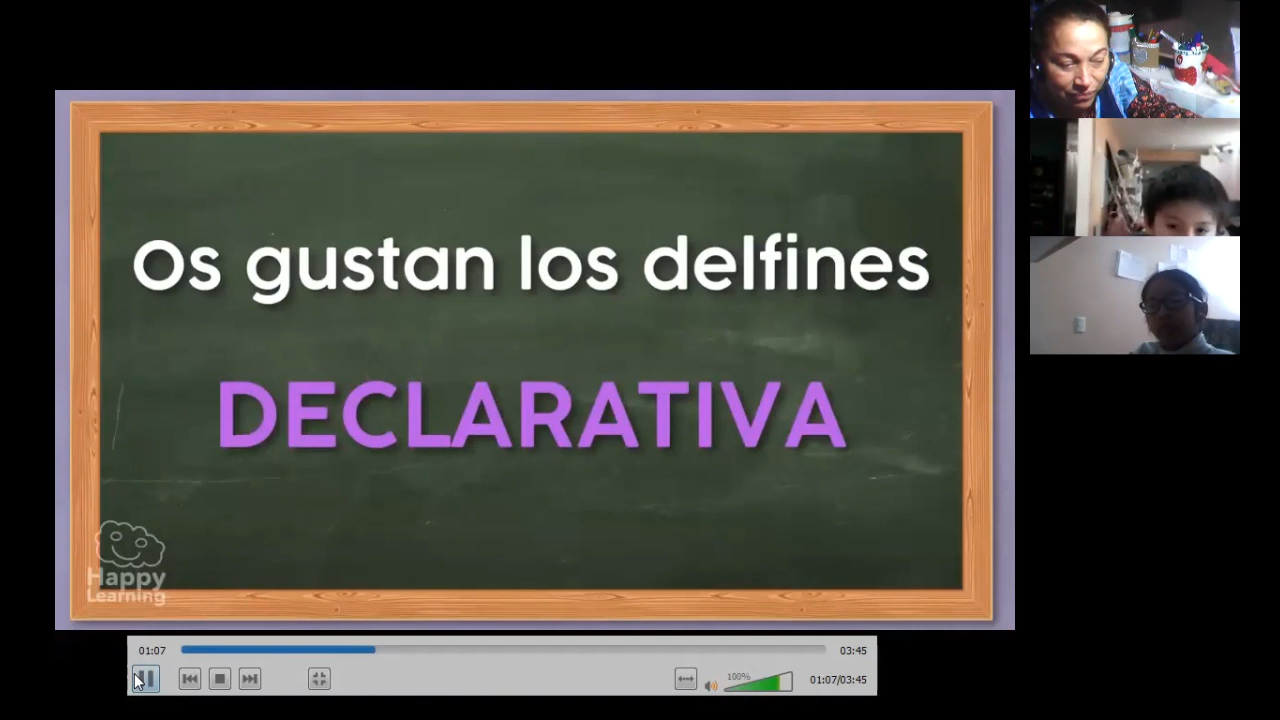 Os gustan los delfines
DECLARATIVA
Happy
Learning
01:07
03:45
100%
01:07/03:45